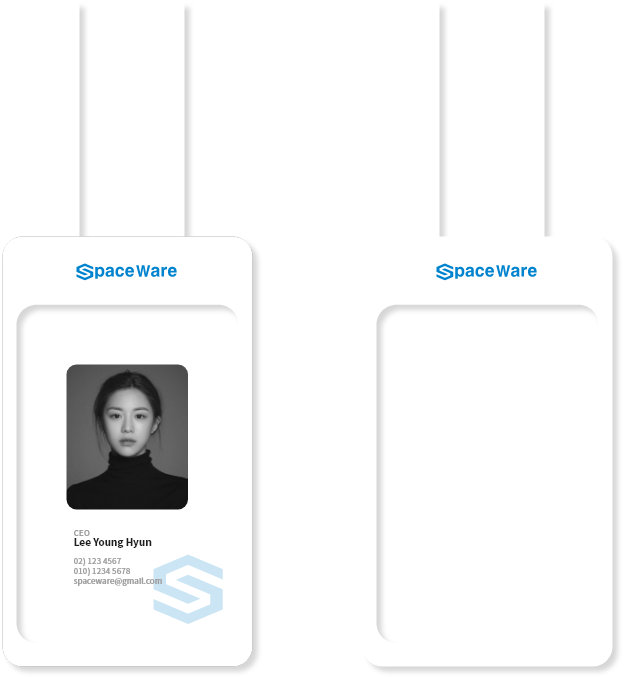 SpaceWare
CEO
Lee Young Hyun
02) 123 4567
010) 1234 5678
spaceware@gmail.com
SpaceWare